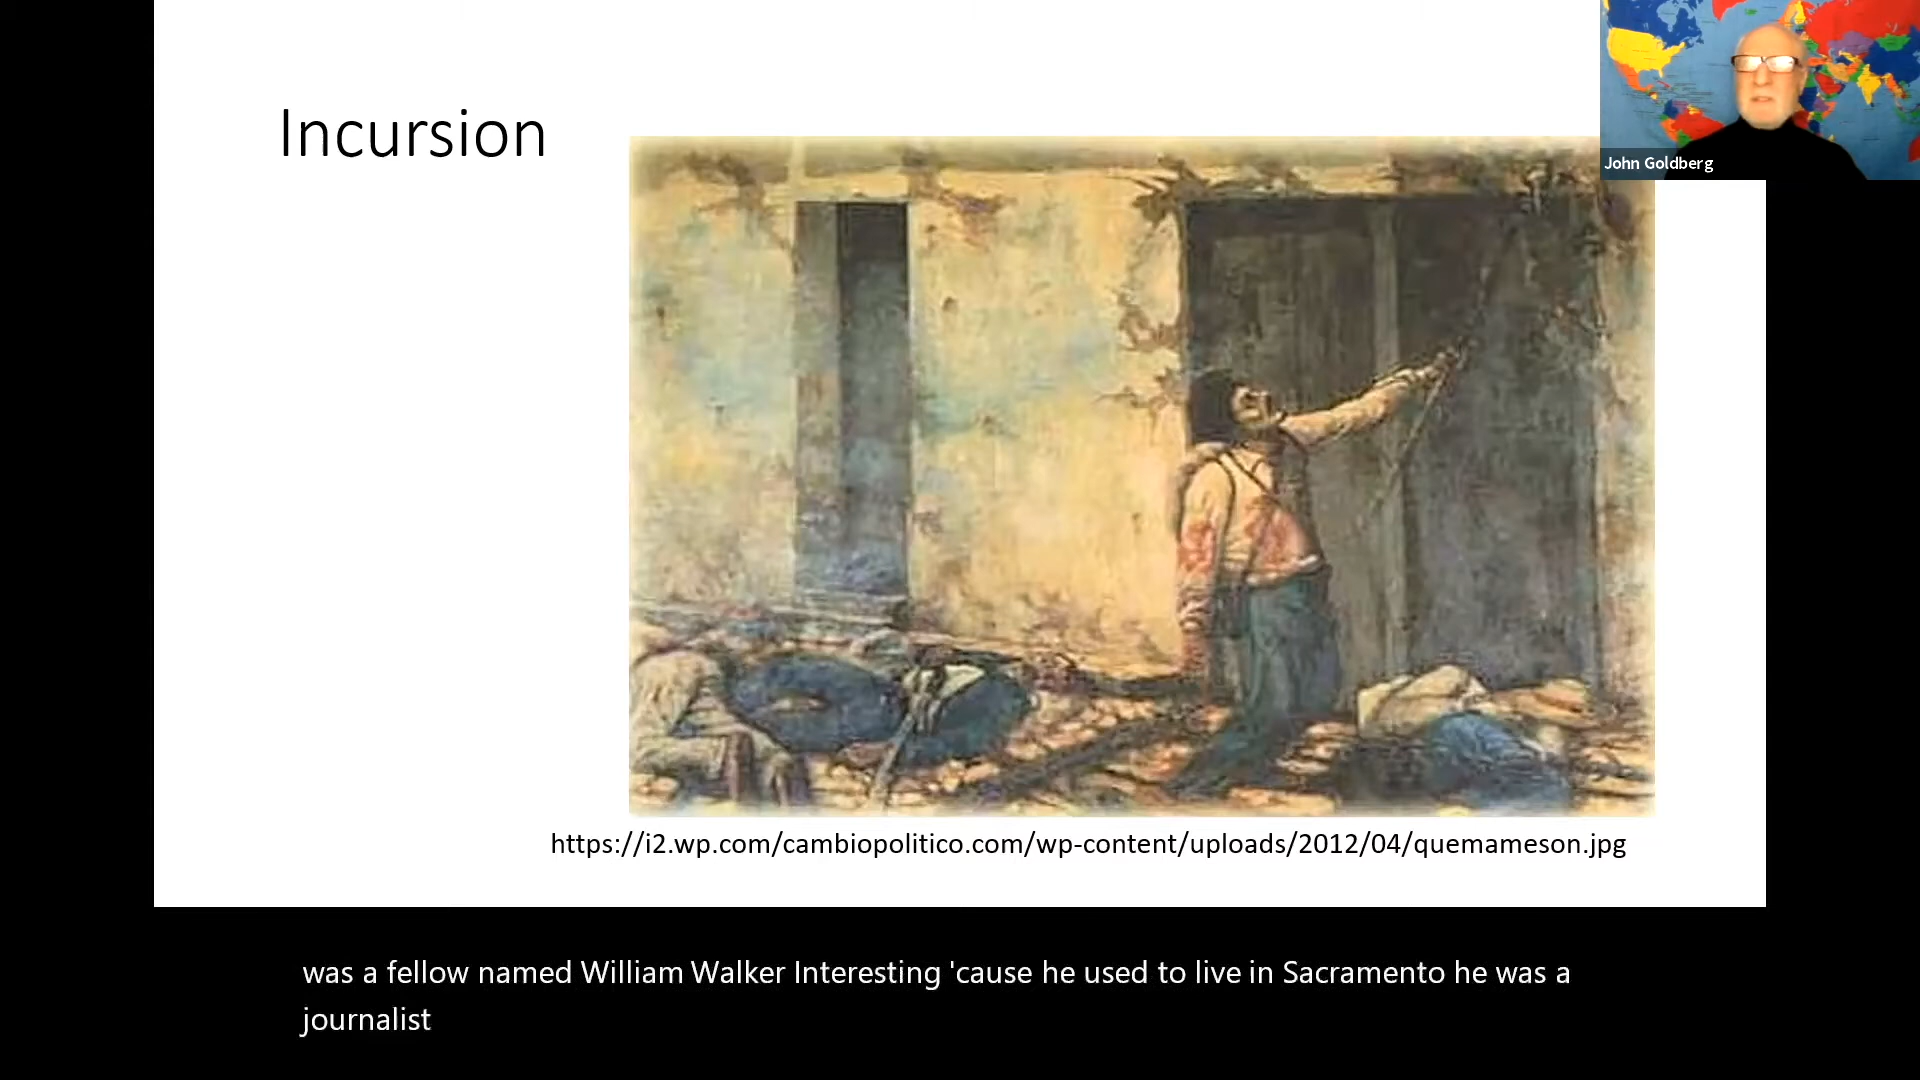 Incursion
John Goldberg
https://i2.wp.com/cambiopolitico.com/wp-content/uploads/2012/04/quemameson.jpg
was a fellow named William Walker Interesting 'cause he used to live in Sacramento he was a
journalist